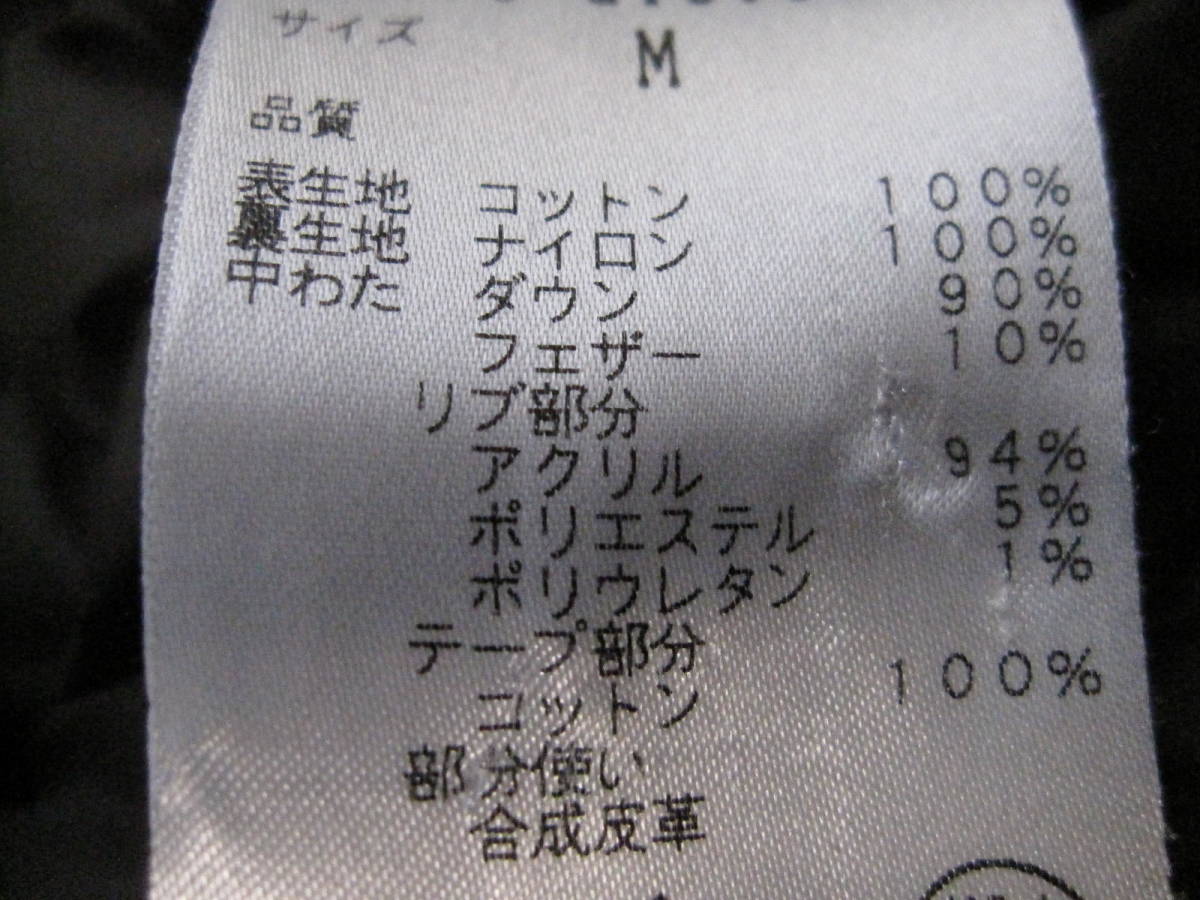 サイズ M
品質
表生地 コットン 100%
裏生地 ナイロン 100%
中わた ダウン 90%
フェザー 10%
リブ部分
アクリル 94%
ポリエステル 5%
ポリウレタン 1%
テープ部分
コットン 100%
部分使い
合成皮革